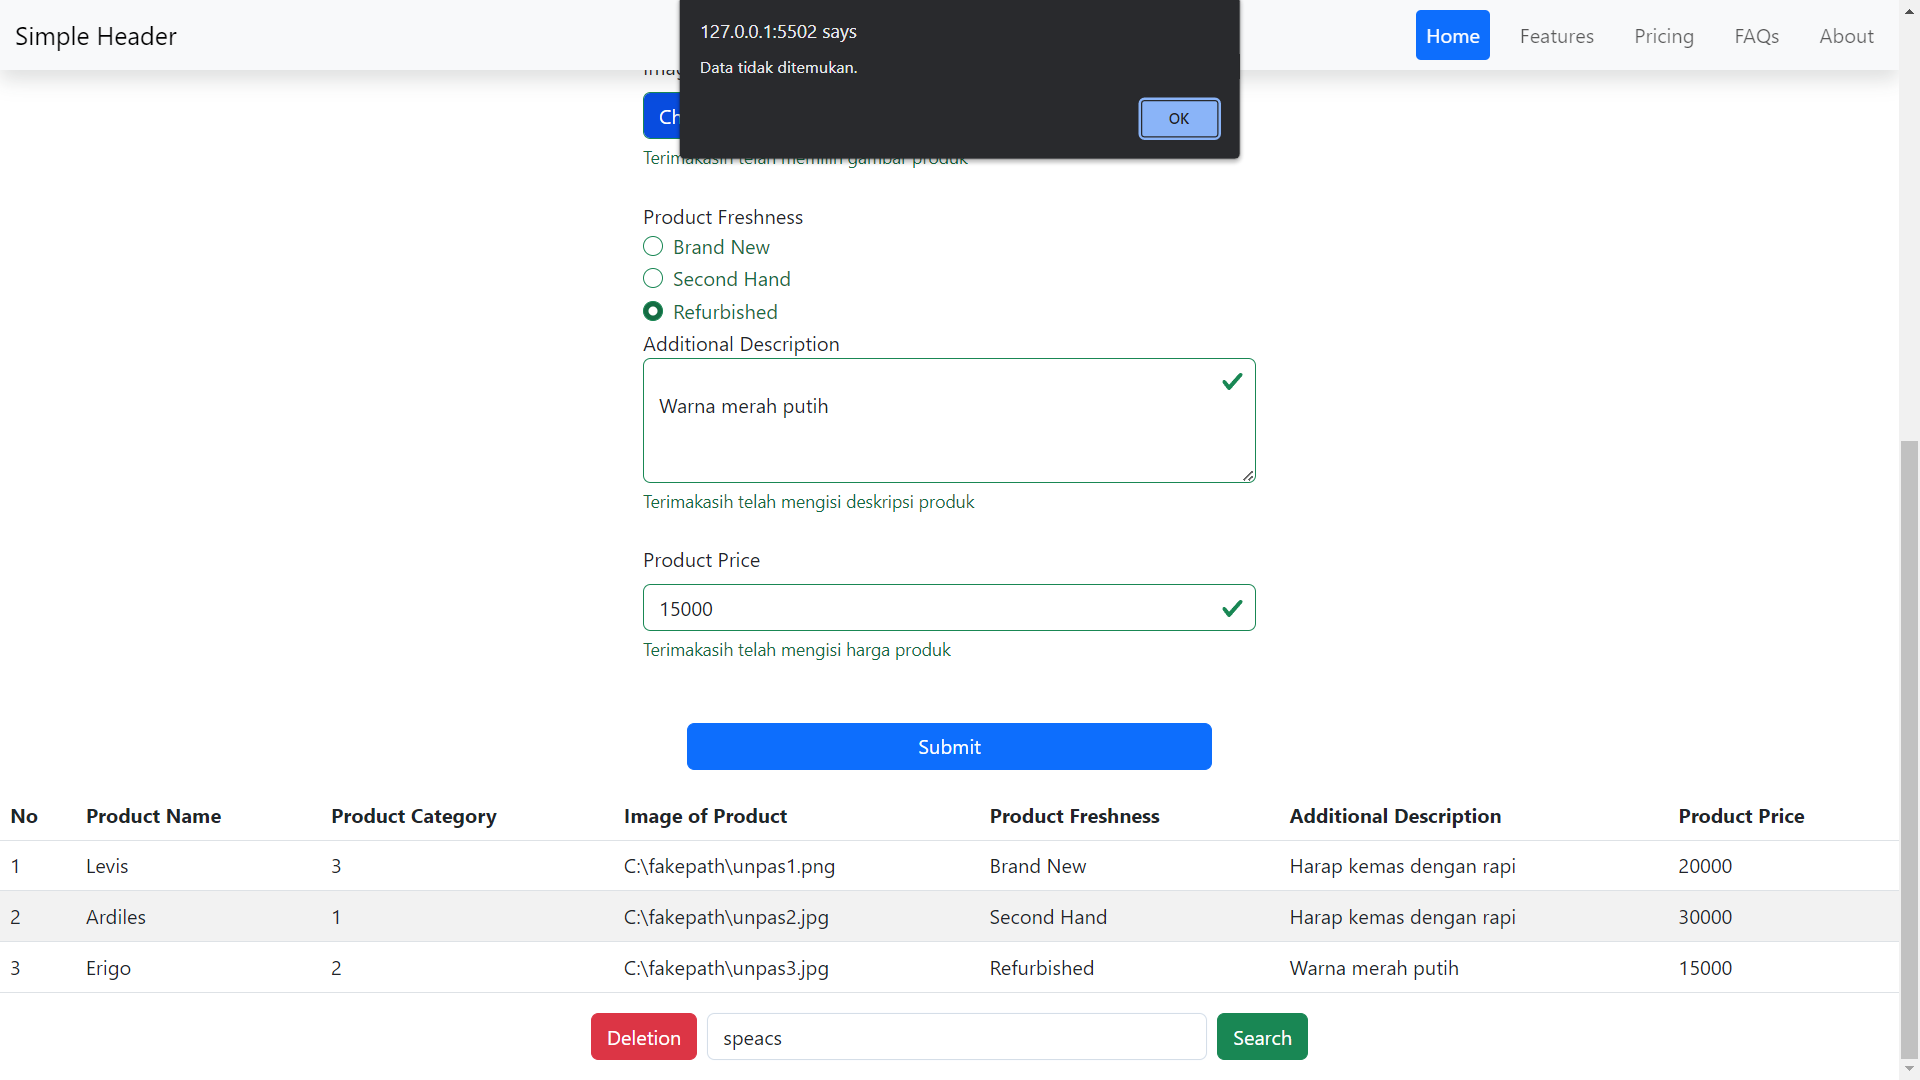 Simple Header
Home Features Pricing FAQs About
127.0.0.1:5502 says
Data tidak ditemukan.
OK
Terimakasih telah memilih gambar produk
Product Freshness
Brand New
Second Hand
Refurbished
Additional Description
Warna merah putih
Terimakasih telah mengisi deskripsi produk
Product Price
15000
Terimakasih telah mengisi harga produk
Submit
No Product Name Product Category Image of Product Product Freshness Additional Description Product Price
1 Levis 3 C:\fakepath\unpas1.png Brand New Harap kemas dengan rapi 20000
2 Ardiles 1 C:\fakepath\unpas2.jpg Second Hand Harap kemas dengan rapi 30000
3 Erigo 2 C:\fakepath\unpas3.jpg Refurbished Warna merah putih 15000
Deletion speacs Search